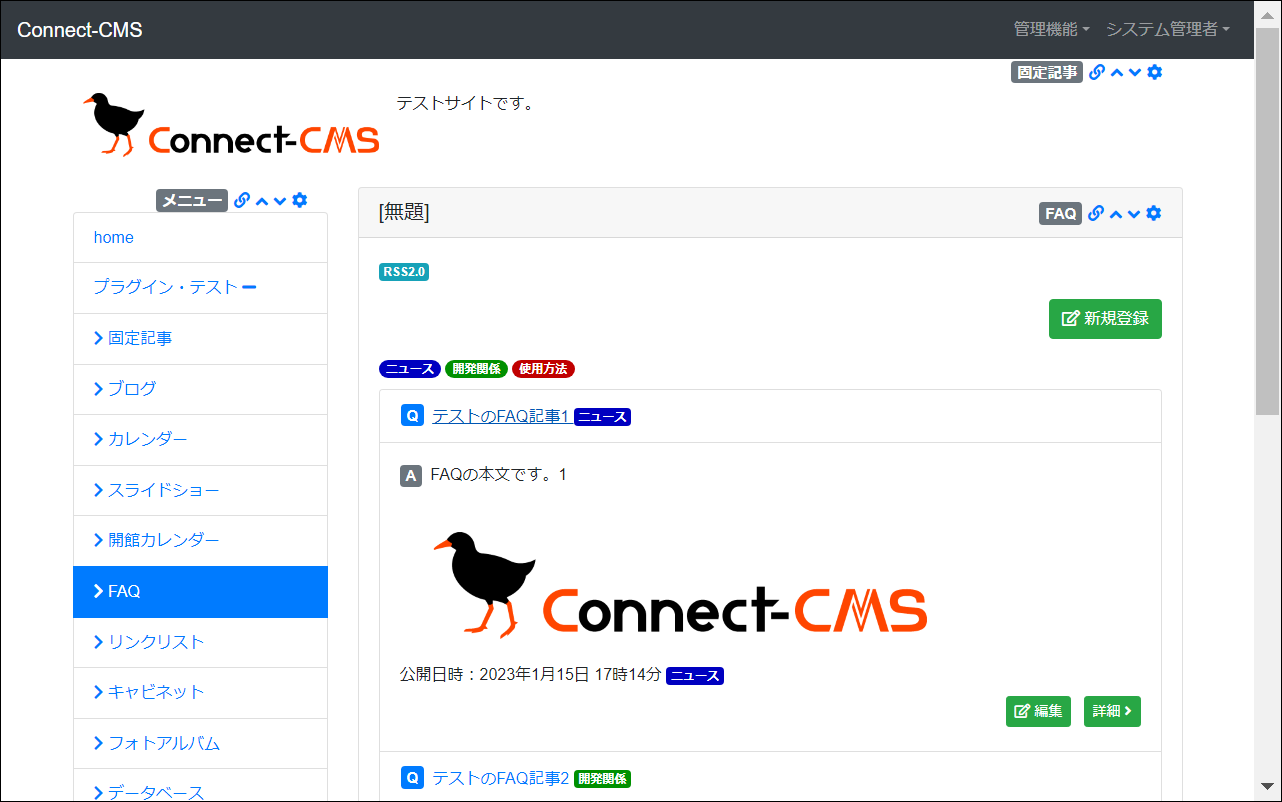 Connect-CMS
管理機能 システム管理者
固定記事
Connect-CMS
テストサイトです。
メニュー
home
プラグイン・テスト
固定記事
ブログ
カレンダー
スライドショー
開館カレンダー
FAQ
リンクリスト
キャビネット
フォトアルバム
データベース
[無題]
FAQ
RSS2.0
新規登録
ニュース 開発関係 使用方法
Q テストのFAQ記事1 ニュース
A FAQの本文です。1
Connect-CMS
公開日時：2023年1月15日 17時14分 ニュース
編集 詳細
Q テストのFAQ記事2 開発関係